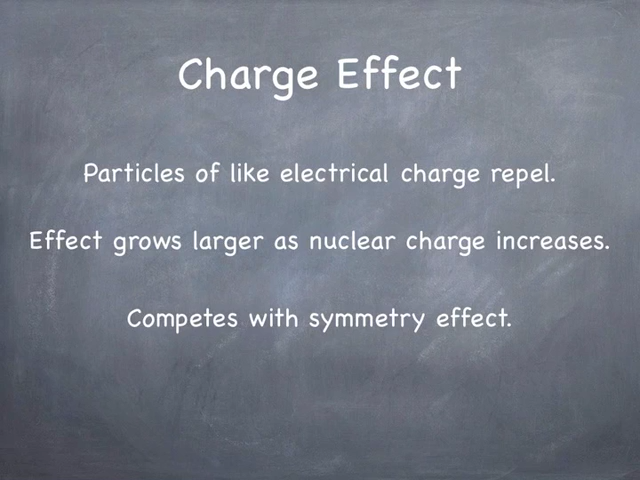 Charge Effect
Particles of like electrical charge repel.
Effect grows larger as nuclear charge increases.
Competes with symmetry effect.